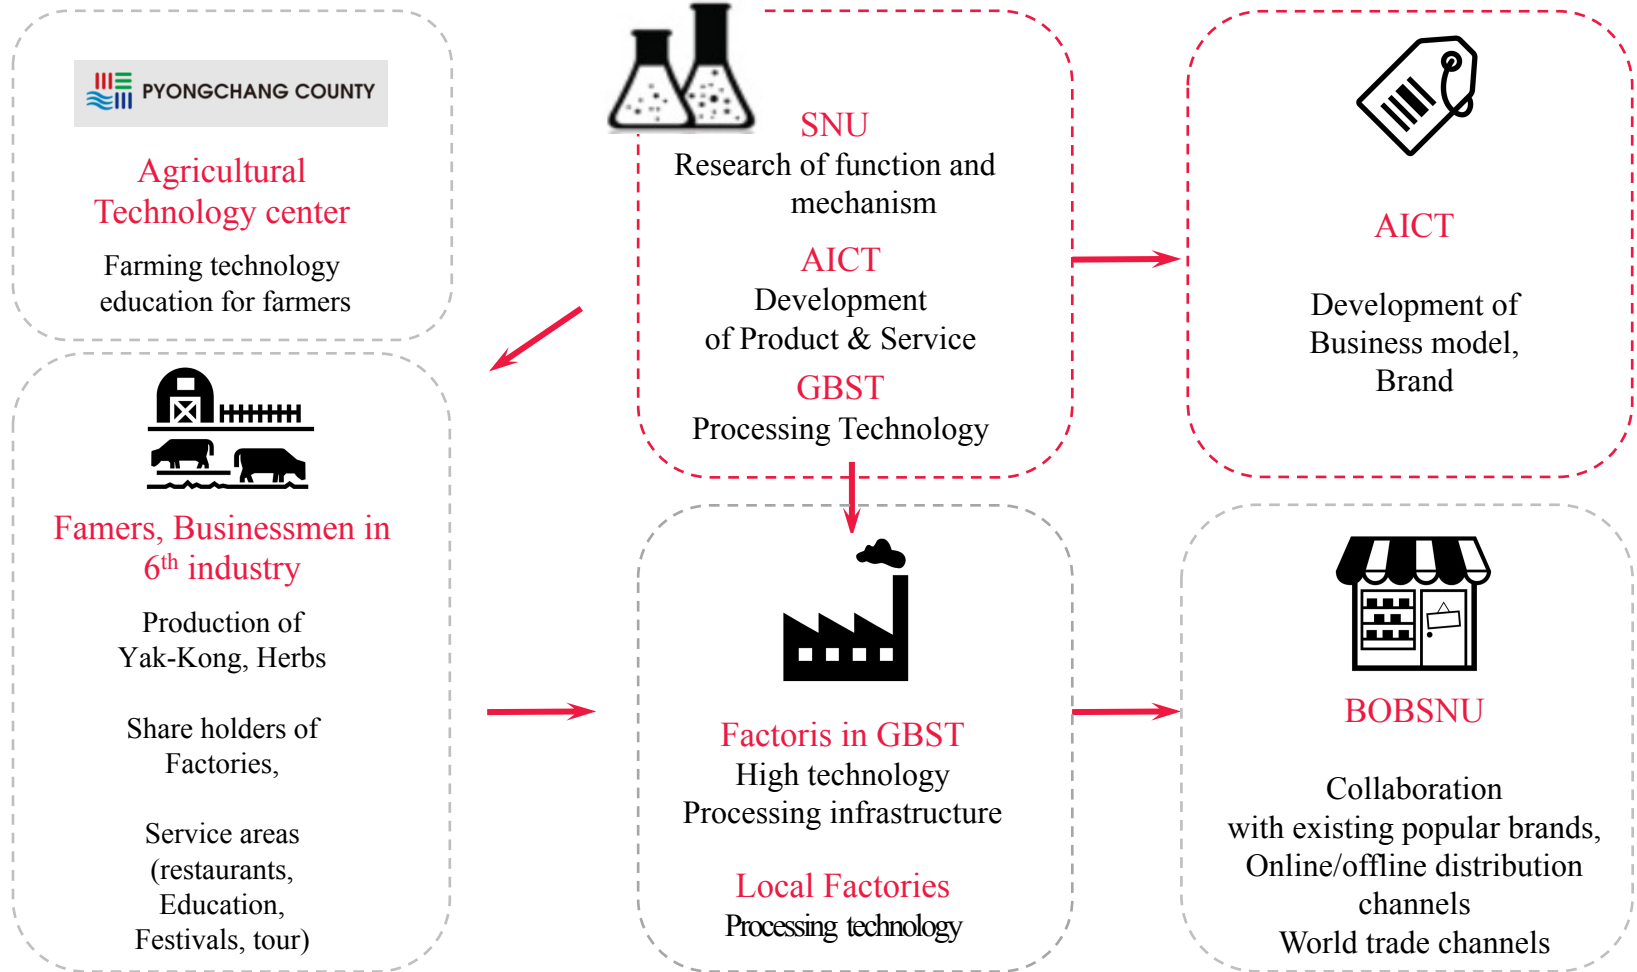 PYONGCHANG COUNTY
Agricultural
Technology center
Farming technology
education for farmers
SNU
Research of function and
mechanism
AICT
Development
of Product & Service
GBST
Processing Technology
AICT
Development of
Business model,
Brand
Famers, Businessmen in
6th industry
Production of
Yak-Kong, Herbs
Share holders of
Factories,
Service areas
(restaurants,
Education,
Festivals, tour)
Factoris in GBST
High technology
Processing infrastructure
Local Factories
Processing technology
BOBSNU
Collaboration
with existing popular brands,
Online/offline distribution
channels
World trade channels